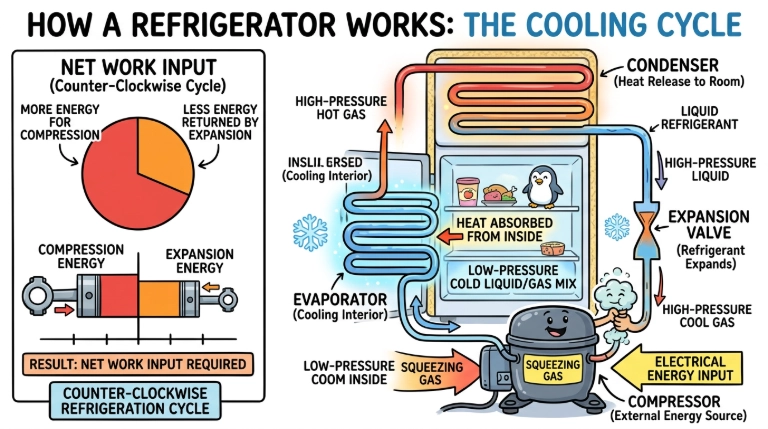 HOW A REFRIGERATOR WORKS: THE COOLING CYCLE
NET WORK INPUT
(Counter-Clockwise Cycle)
MORE ENERGY
FOR
COMPRESSION
LESS ENERGY
RETURNED BY
EXPANSION
COMPRESSION
ENERGY
EXPANSION
ENERGY
RESULT: NET WORK INPUT REQUIRED
COUNTER-CLOCKWISE
REFRIGERATION CYCLE
HIGH-PRESSURE
HOT GAS
CONDENSER
(Heat Release to Room)
LIQUID
REFRIGERANT
HIGH-PRESSURE
LIQUID
EXPANSION
VALVE
(Refrigerant
Expands)
HIGH-PRESSURE
COOL GAS
ERSED
(Cooling Interior)
HEAT ABSORBED
FROM INSIDE
LOW-PRESSURE
COLD LIQUID/GAS MIX
EVAPORATOR
(Cooling Interior)
LOW-PRESSURE
COOM INSIDE
SQUEEZING
GAS
SQUEEZING
GAS
ELECTRICAL
ENERGY INPUT
COMPRESSOR
(External Energy Source)